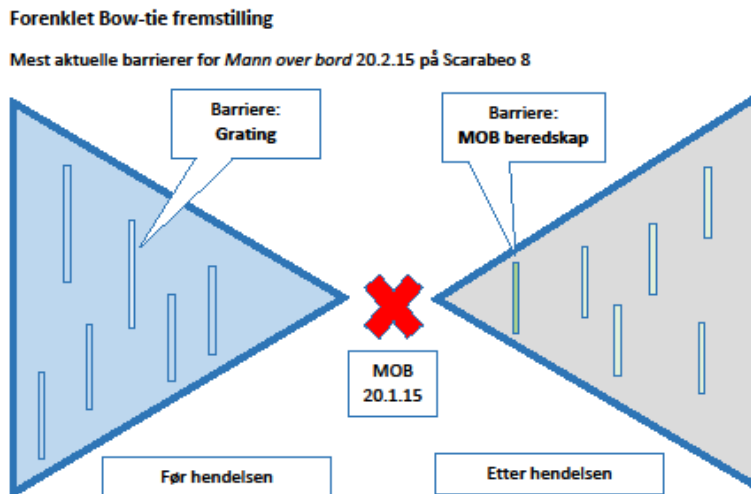 Forenklet Bow-tie fremstilling
Mest aktuelle barrierer for Mann over bord 20.2.15 på Scarabeo 8
Barriere:
Grating
Barriere:
MOB beredskap
MOB
20.1.15
Før hendelsen
Etter hendelsen